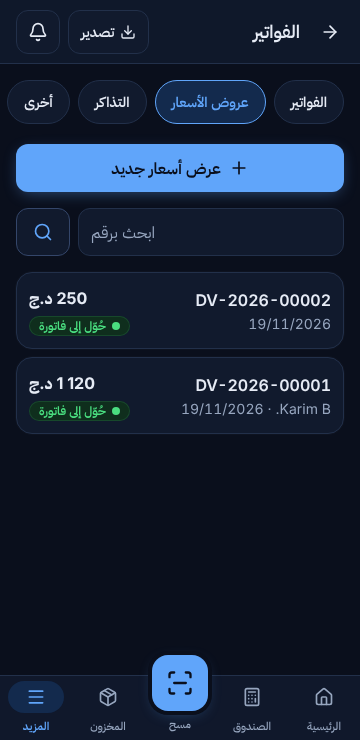 الفواتير
تصدير
الفواتير
عروض الأسعار
التذاكر
أخرى
عرض أسعار جديد
ابحث برقم
DV-2026-00002
250 د.ج
19/11/2026
حُوّل إلى فاتورة
DV-2026-00001
1 120 د.ج
19/11/2026 · .Karim B
حُوّل إلى فاتورة
الرئيسية
الصندوق
مسح
المخزون
المزيد